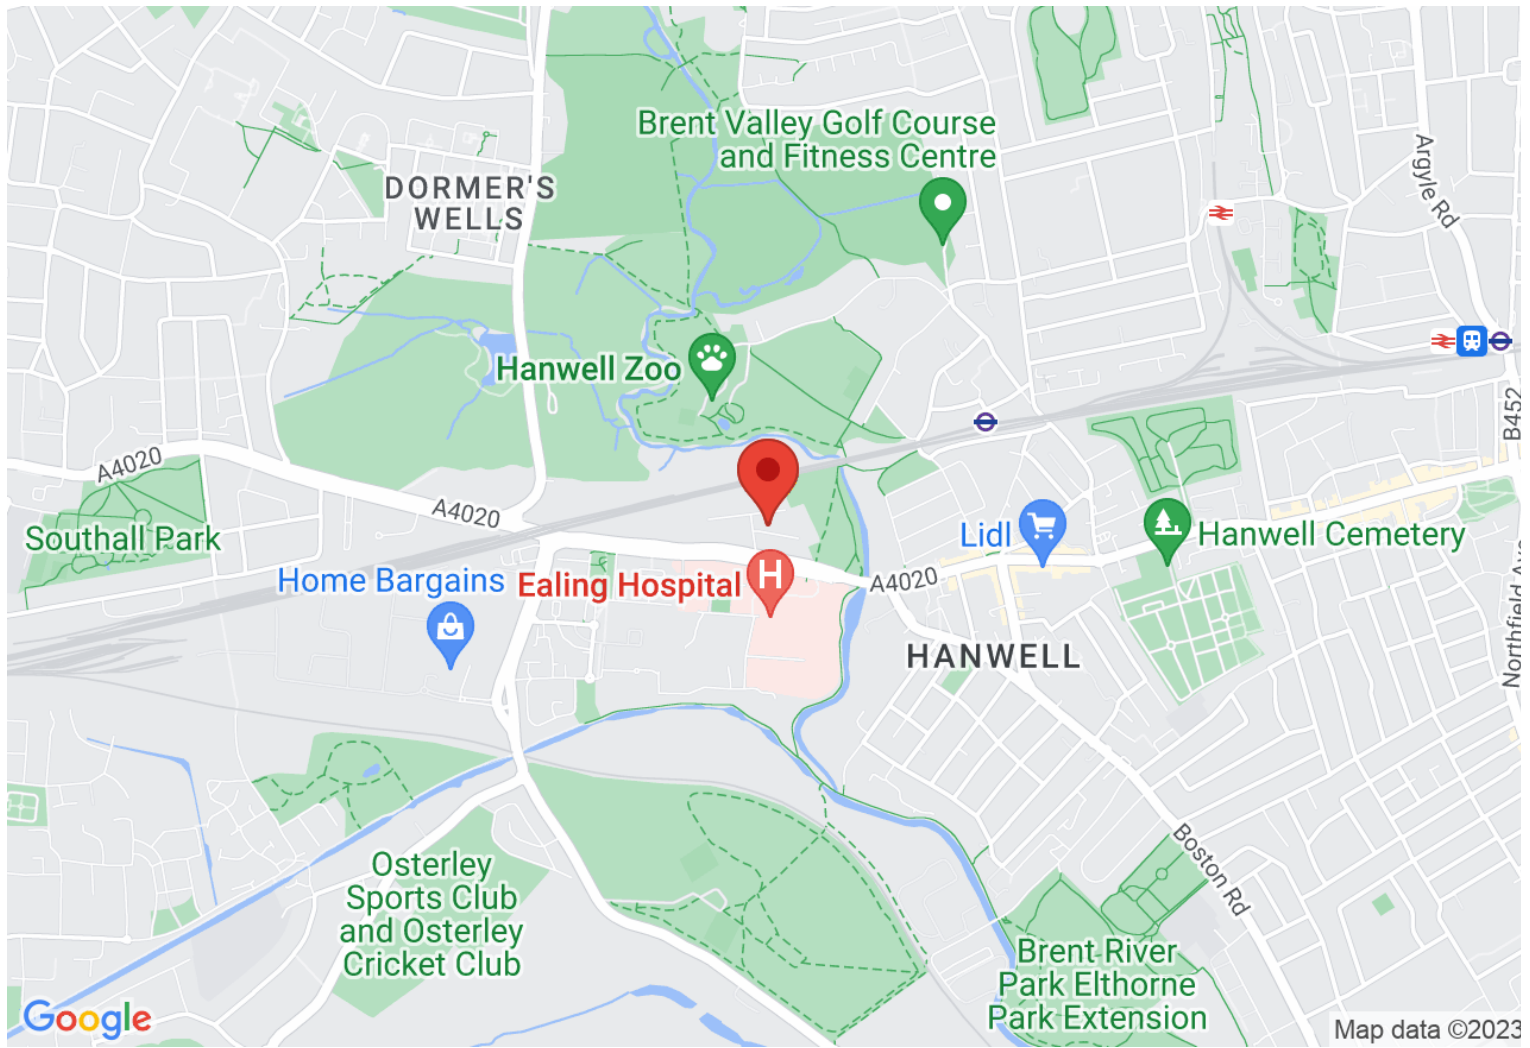 Brent Valley Golf Course
and Fitness Centre
Argyle Rd
DORMER'S
WELLS
Hanwell Zoo
B452
A4020
A4020
Southall Park
Lidl
Hanwell Cemetery
Home Bargains
Ealing Hospital
H
A4020
Northfield Ave
HANWELL
Boston Rd
Osterley
Sports Club
and Osterley
Cricket Club
Brent River
Park Elthorne
Park Extension
Google
Map data ©2023